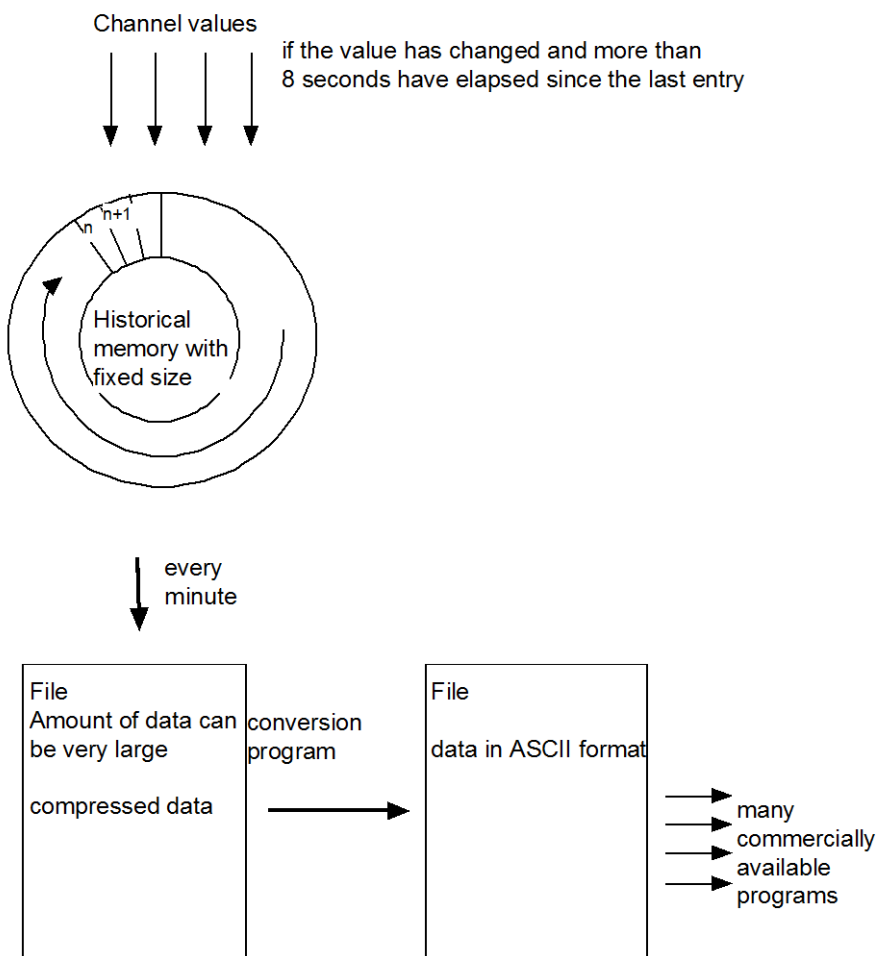 Channel values
if the value has changed and more than
8 seconds have elapsed since the last entry
n
n+1
Historical
memory with
fixed size
every
minute
File
Amount of data can
be very large
compressed data
conversion
program
File
data in ASCII format
many
commercially
available
programs